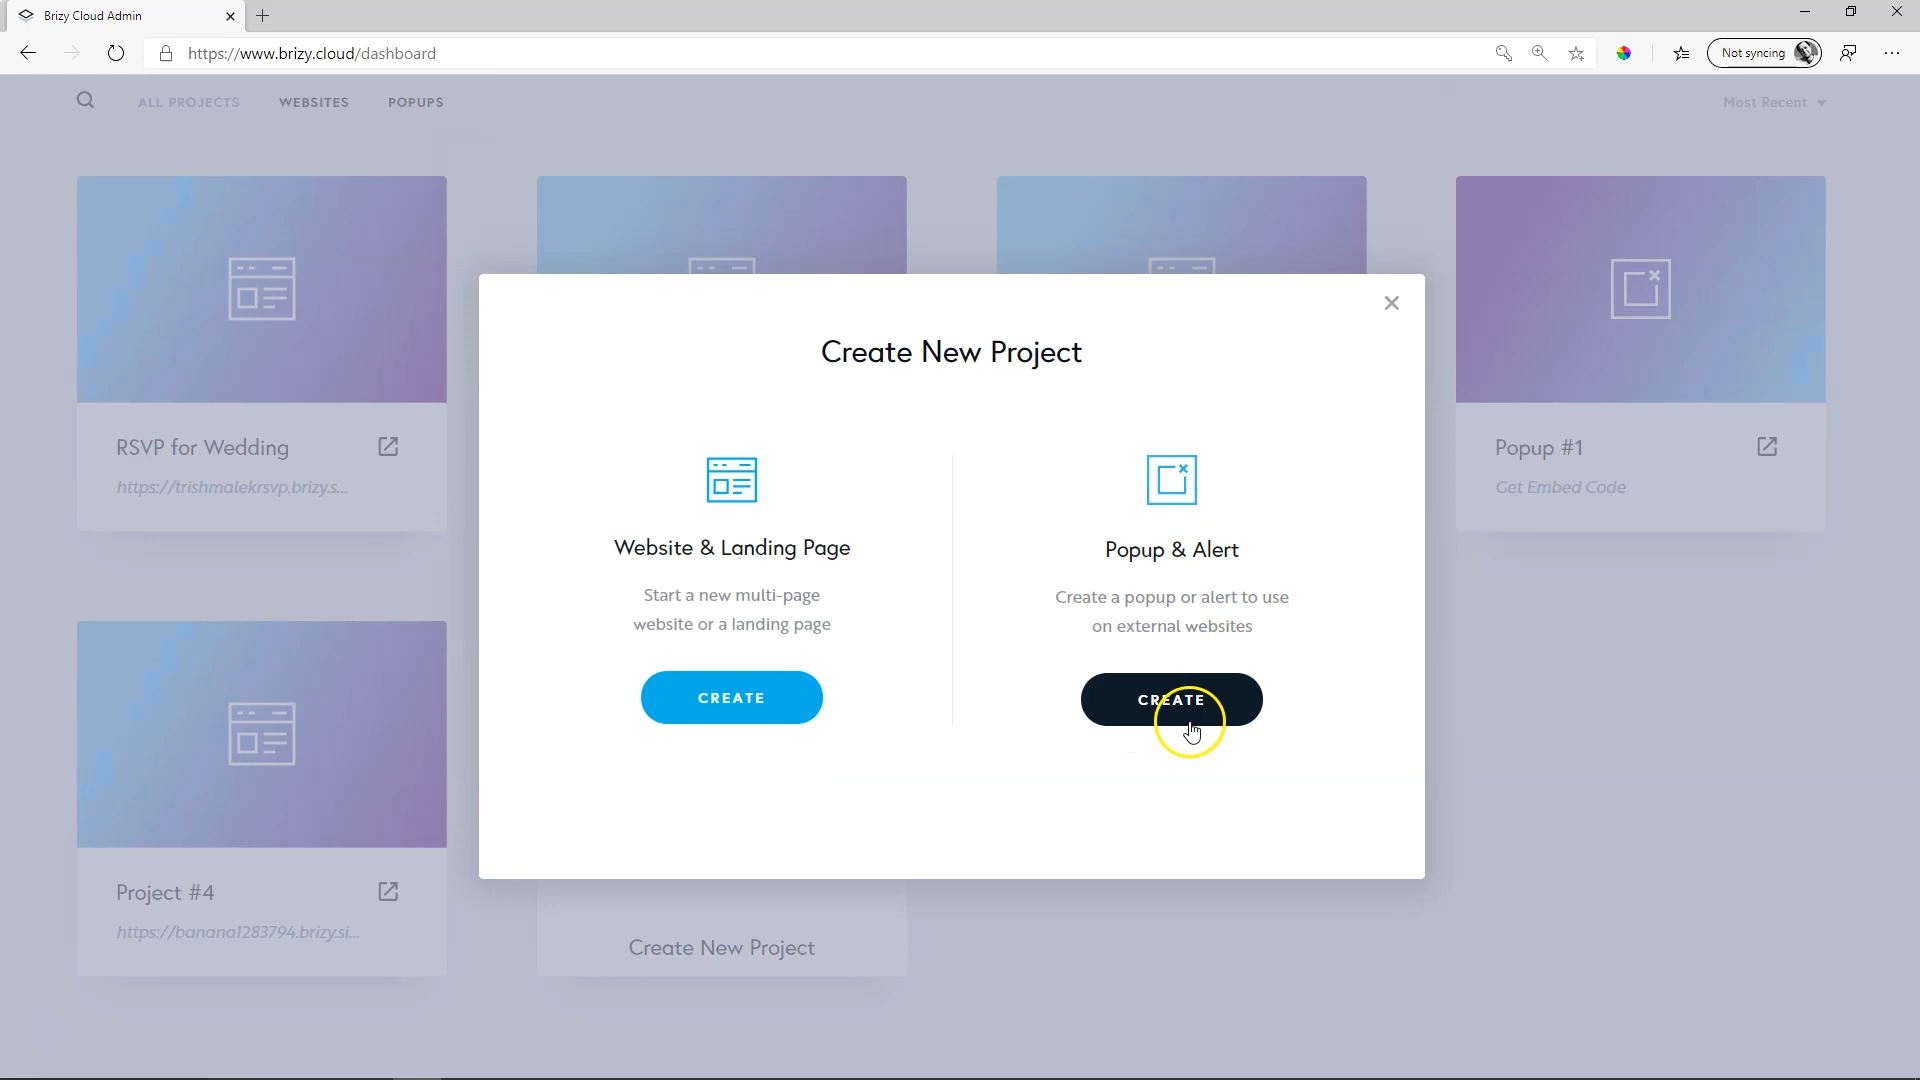 Brizy Cloud Admin
https://www.brizy.cloud/dashboard
Not syncing
ALL PROJECTS
WEBSITES
POPUPS
Most Recent
Create New Project
RSVP for Wedding
https://trishmalekrsvp.brizy.s...
Popup #1
Get Embed Code
Website & Landing Page
Start a new multi-page
website or a landing page
CREATE
Popup & Alert
Create a popup or alert to use
on external websites
CREATE
Project #4
https://banana1283794.brizy.si...
Create New Project